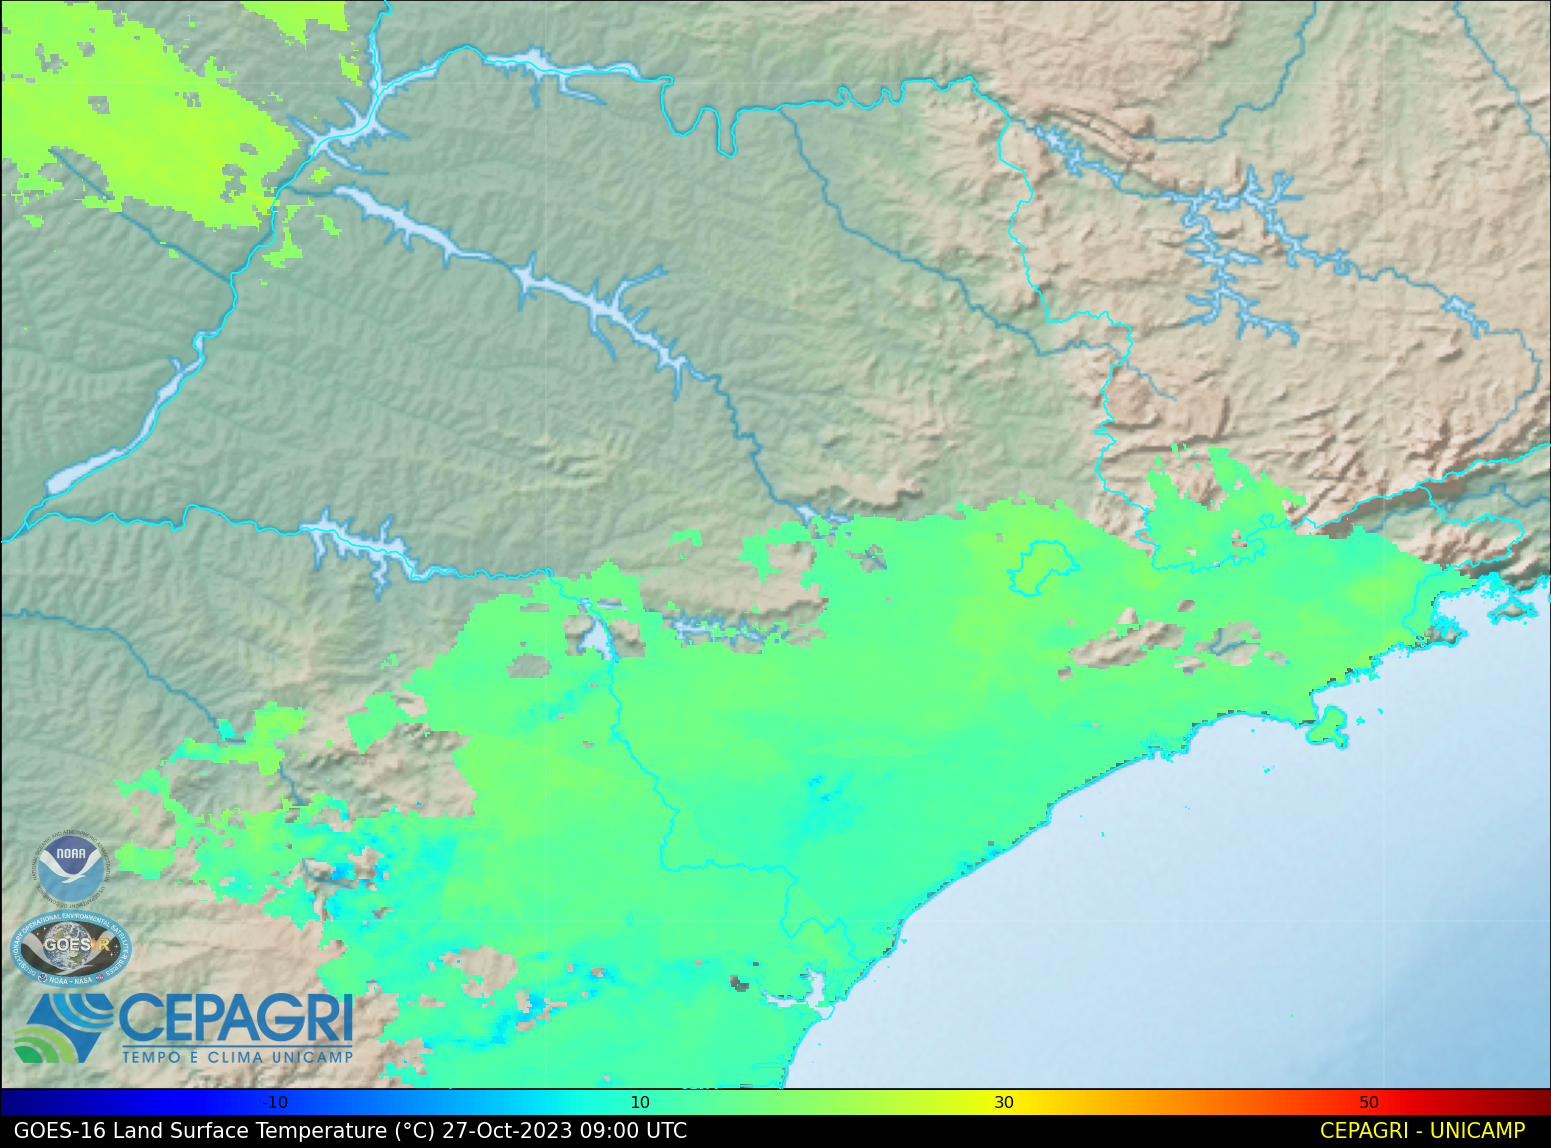 NOAA
GOES-R
NOAA - NASA
CEPAGRI
TEMPO E CLIMA UNICAMP
-10 10 30 50
GOES-16 Land Surface Temperature (°C) 27-Oct-2023 09:00 UTC
CEPAGRI - UNICAMP